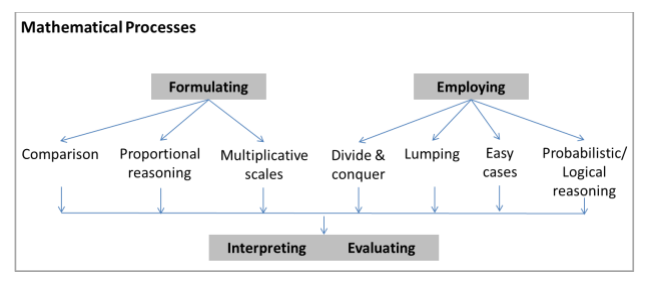 Mathematical Processes
Formulating
Employing
Comparison
Proportional
reasoning
Multiplicative
scales
Divide &
conquer
Lumping
Easy
cases
Probabilistic/
Logical
reasoning
Interpreting
Evaluating